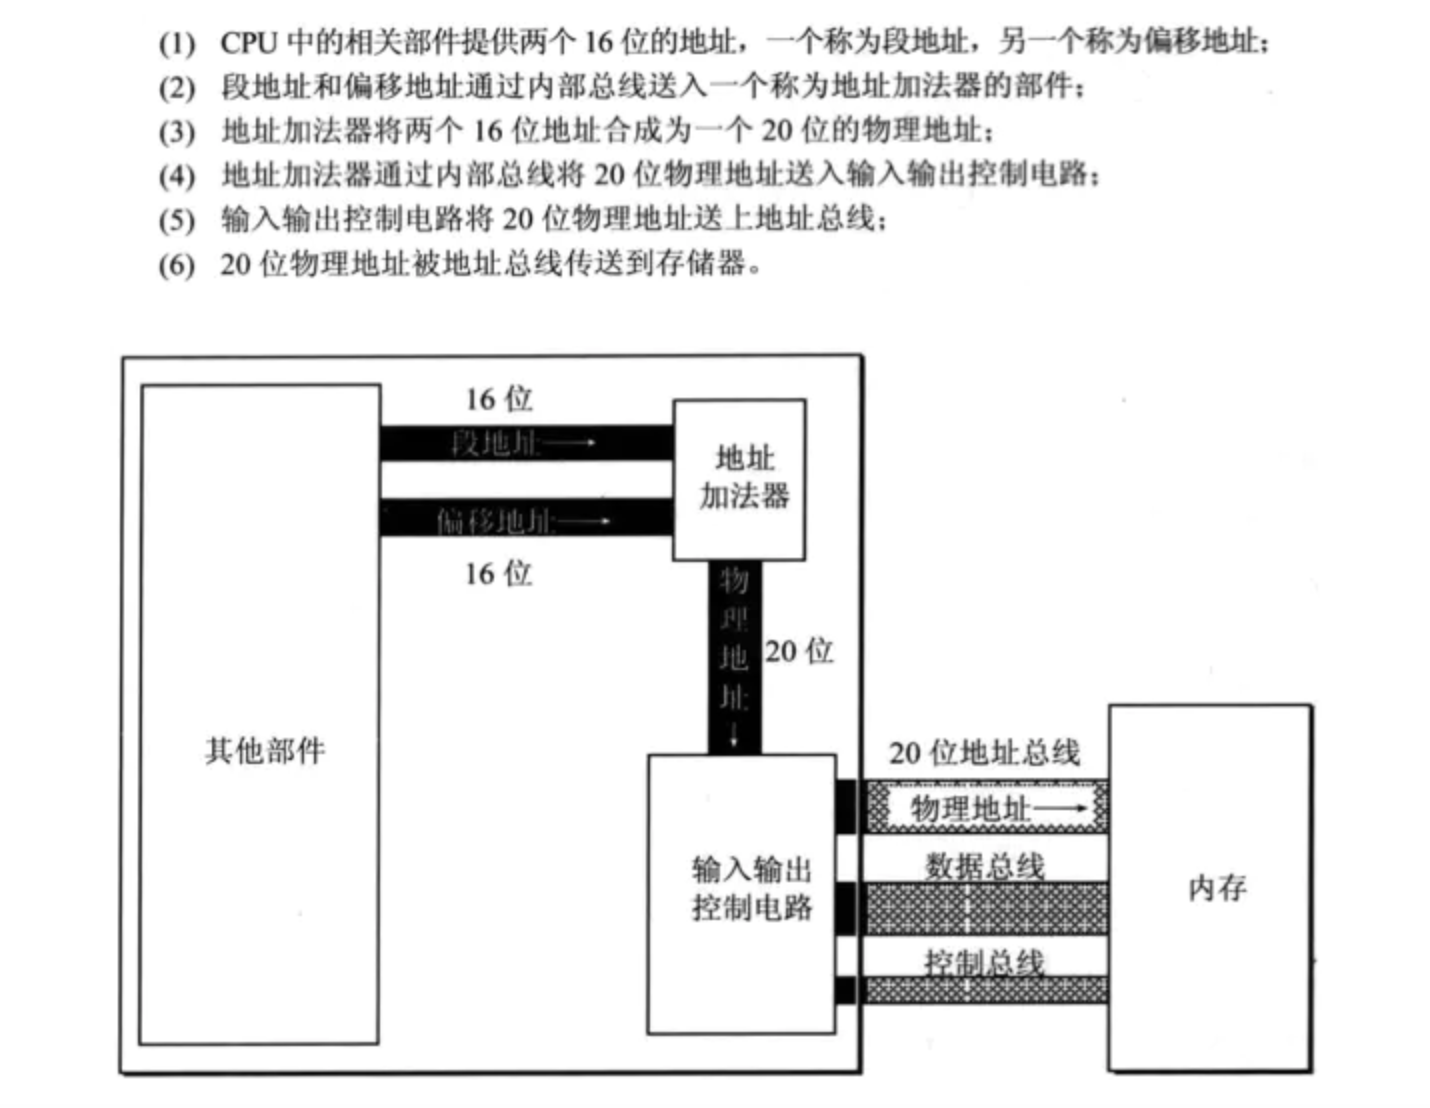 (1) CPU 中的相关部件提供两个 16 位的地址，一个称为段地址，另一个称为偏移地址；
(2) 段地址和偏移地址通过内部总线送入一个称为地址加法器的部件；
(3) 地址加法器将两个 16 位地址合成为一个 20 位的物理地址；
(4) 地址加法器通过内部总线将 20 位物理地址送入输入输出控制电路；
(5) 输入输出控制电路将 20 位物理地址送上地址总线；
(6) 20 位物理地址被地址总线传送到存储器。
16 位
段地址
地址
加法器
偏移地址
16 位
物
理
地
址
20 位
其他部件
20 位地址总线
物理地址
输入输出
控制电路
数据总线
内存
控制总线